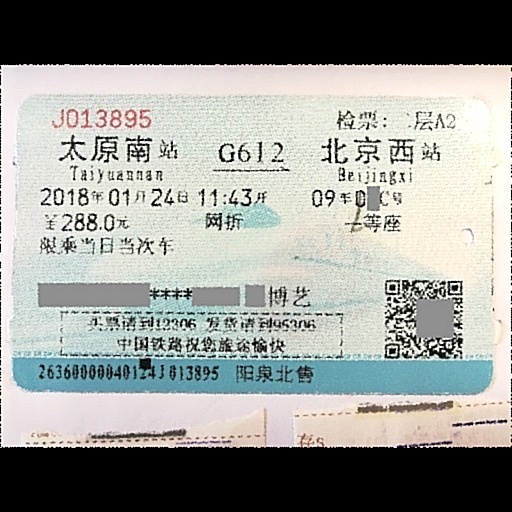 J013895 检票: 层A2
太原南站 G612 北京西站
Taiyuannan Beijingxi
2018年01月24日 11:43开 09车0 C号
¥288.0元 网折 一等座
限乘当日当次车
**** 博艺
买票请到12306 发货请到95306
中国铁路祝您旅途愉快
26360000040124J013895 阳泉北售